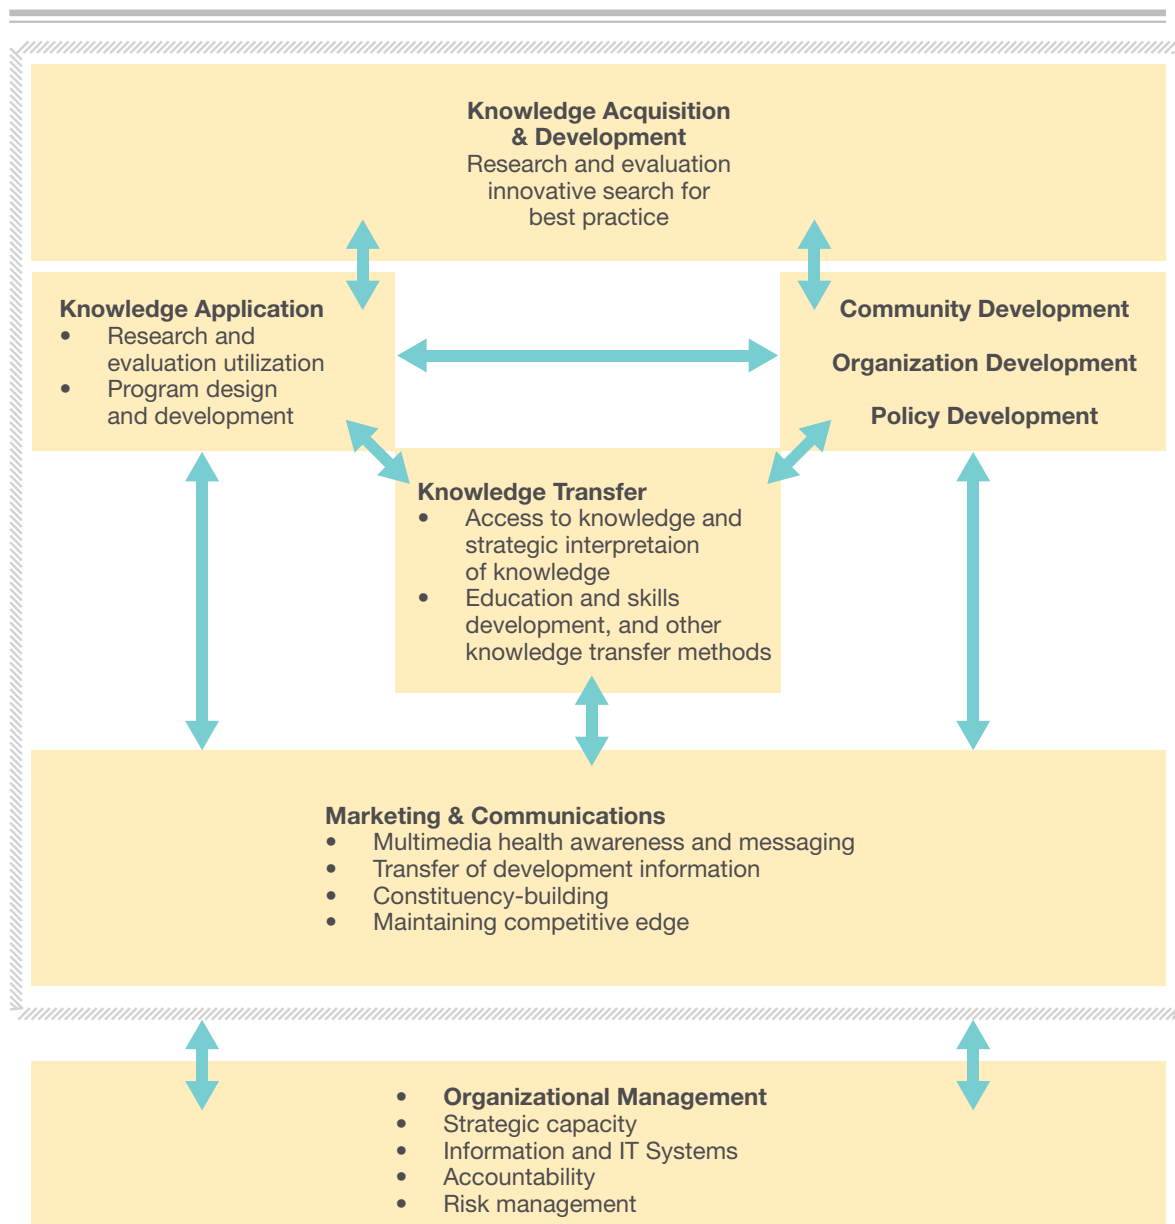 Knowledge Acquisition
& Development
Research and evaluation
innovative search for
best practice
Knowledge Application
• Research and
evaluation utilization
• Program design
and development
Community Development
Organization Development
Policy Development
Knowledge Transfer
• Access to knowledge and
strategic interpretaion
of knowledge
• Education and skills
development, and other
knowledge transfer methods
Marketing & Communications
• Multimedia health awareness and messaging
• Transfer of development information
• Constituency-building
• Maintaining competitive edge
• Organizational Management
• Strategic capacity
• Information and IT Systems
• Accountability
• Risk management